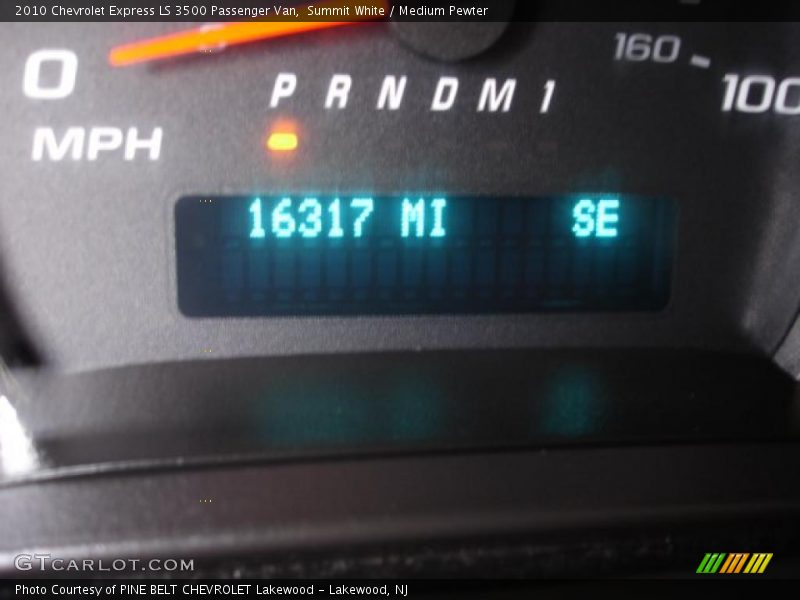 2010 Chevrolet Express LS 3500 Passenger Van, Summit White / Medium Pewter
0
160
100
P R N D M 1
MPH
16317 MI SE
GTCARLOT.COM
Photo Courtesy of PINE BELT CHEVROLET Lakewood - Lakewood, NJ